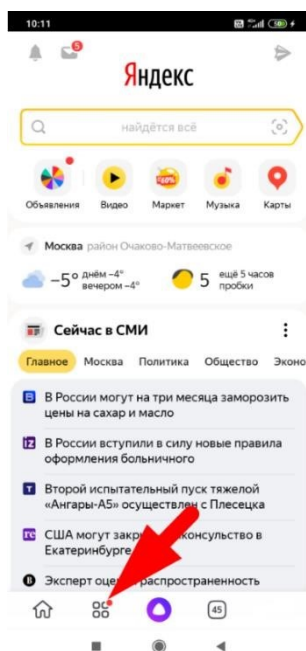 10:11
Яндекс
найдётся всё
Объявления Видео Маркет Музыка Карты
Москва район Очаково-Матвеевское
−5° днём −4° вечером −4° 5 ещё 5 часов пробки
Сейчас в СМИ
Главное Москва Политика Общество Эконо
В России могут на три месяца заморозить
цены на сахар и масло
В России вступили в силу новые правила
оформления больничного
Второй испытательный пуск тяжелой
«Ангары-А5» осуществлен с Плесецка
США могут закр консульство в
Екатеринбурге
Эксперт оце распространенность
45